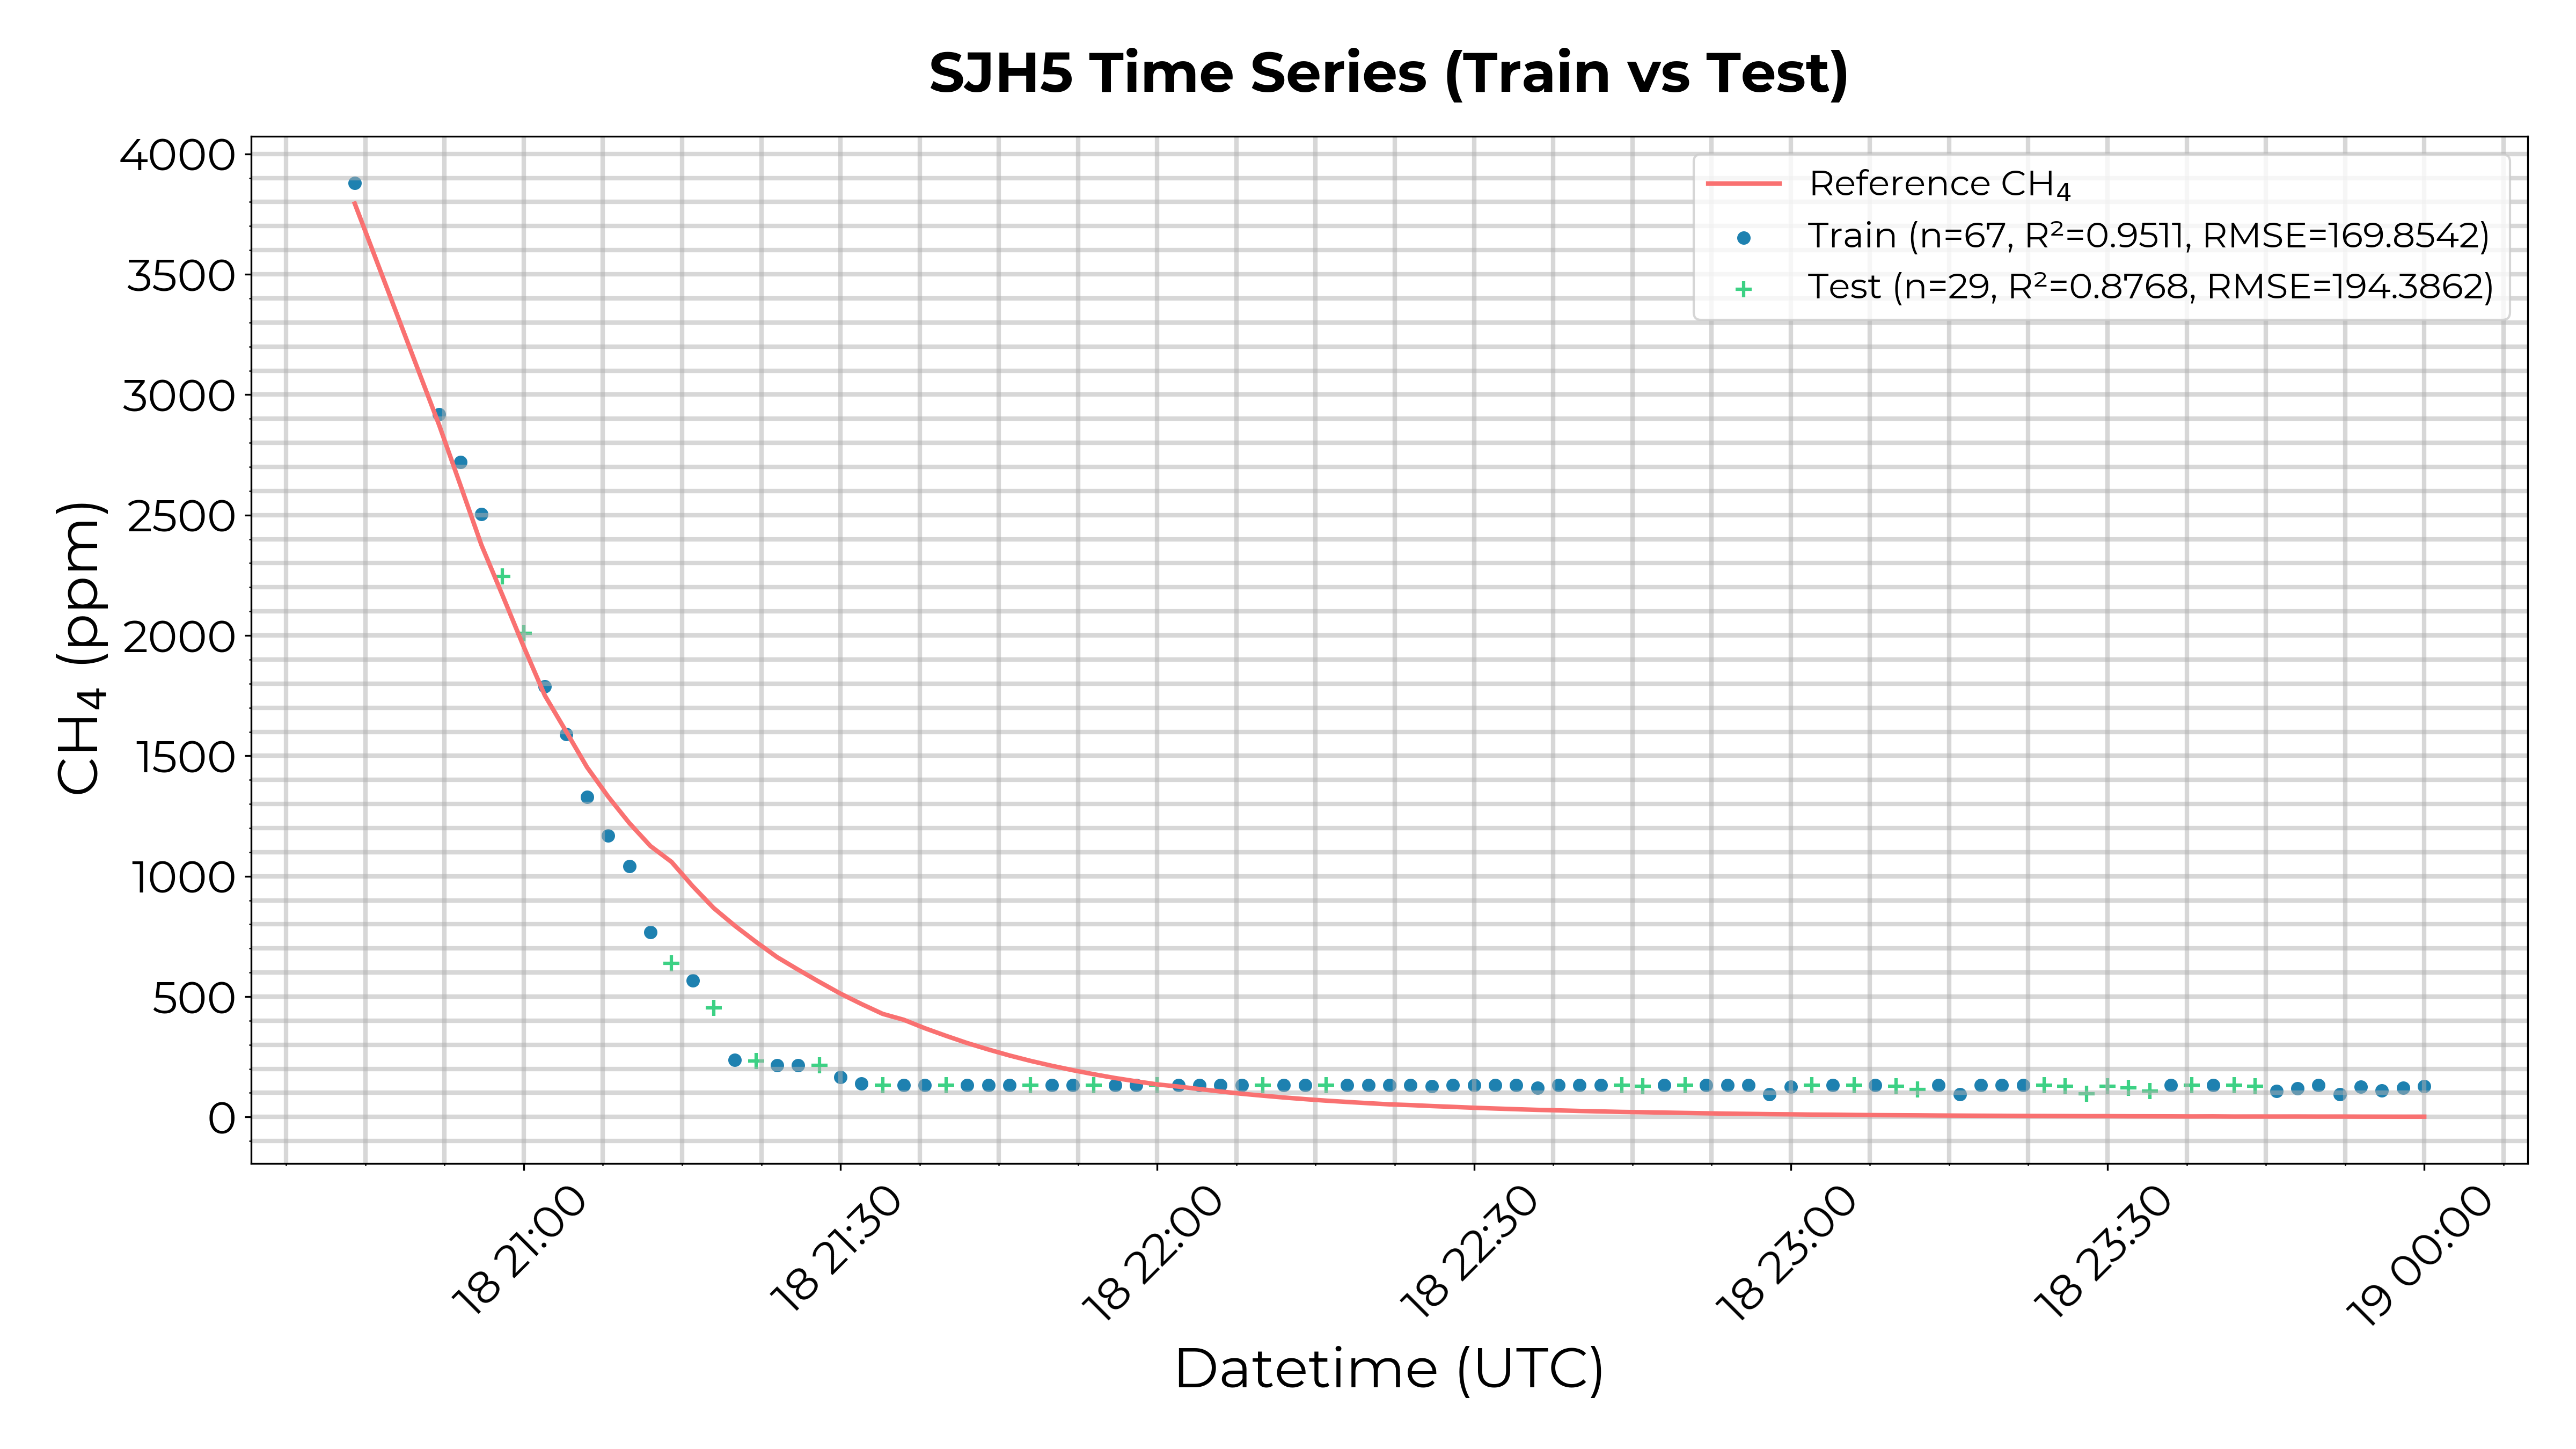 SJH5 Time Series (Train vs Test)
Reference CH₄
Train (n=67, R²=0.9511, RMSE=169.8542)
Test (n=29, R²=0.8768, RMSE=194.3862)
CH₄ (ppm)
4000
3500
3000
2500
2000
1500
1000
500
0
18 21:00
18 21:30
18 22:00
18 22:30
18 23:00
18 23:30
19 00:00
Datetime (UTC)